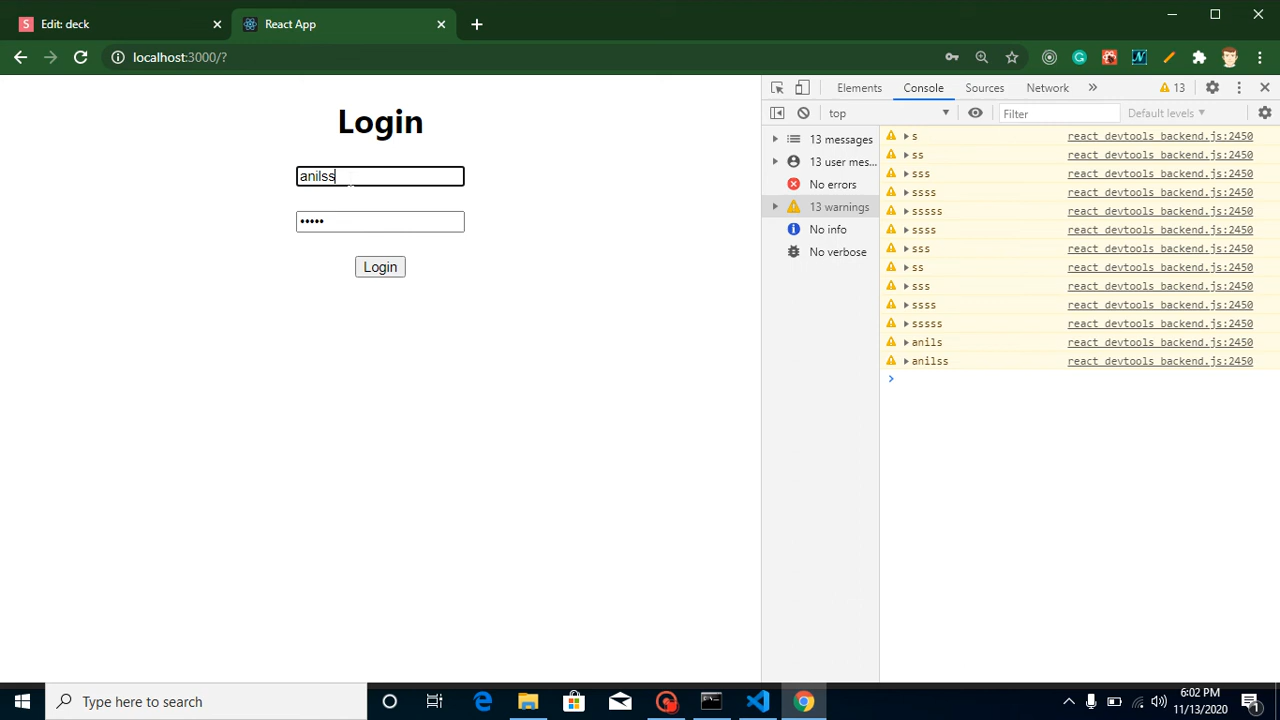 Edit: deck
React App
localhost:3000/?
Login
anilss
•••••
Login
Elements Console Sources Network » 13
top Filter Default levels
13 messages
13 user mes...
No errors
13 warnings
No info
No verbose
s react_devtools_backend.js:2450
ss react_devtools_backend.js:2450
sss react_devtools_backend.js:2450
ssss react_devtools_backend.js:2450
sssss react_devtools_backend.js:2450
ssss react_devtools_backend.js:2450
sss react_devtools_backend.js:2450
ss react_devtools_backend.js:2450
sss react_devtools_backend.js:2450
ssss react_devtools_backend.js:2450
sssss react_devtools_backend.js:2450
anils react_devtools_backend.js:2450
anilss react_devtools_backend.js:2450
Type here to search
6:02 PM
11/13/2020